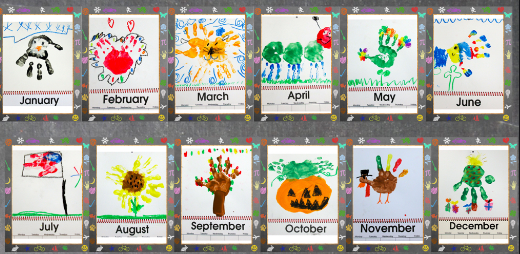 January
February
March
April
May
June
July
August
September
October
November
December